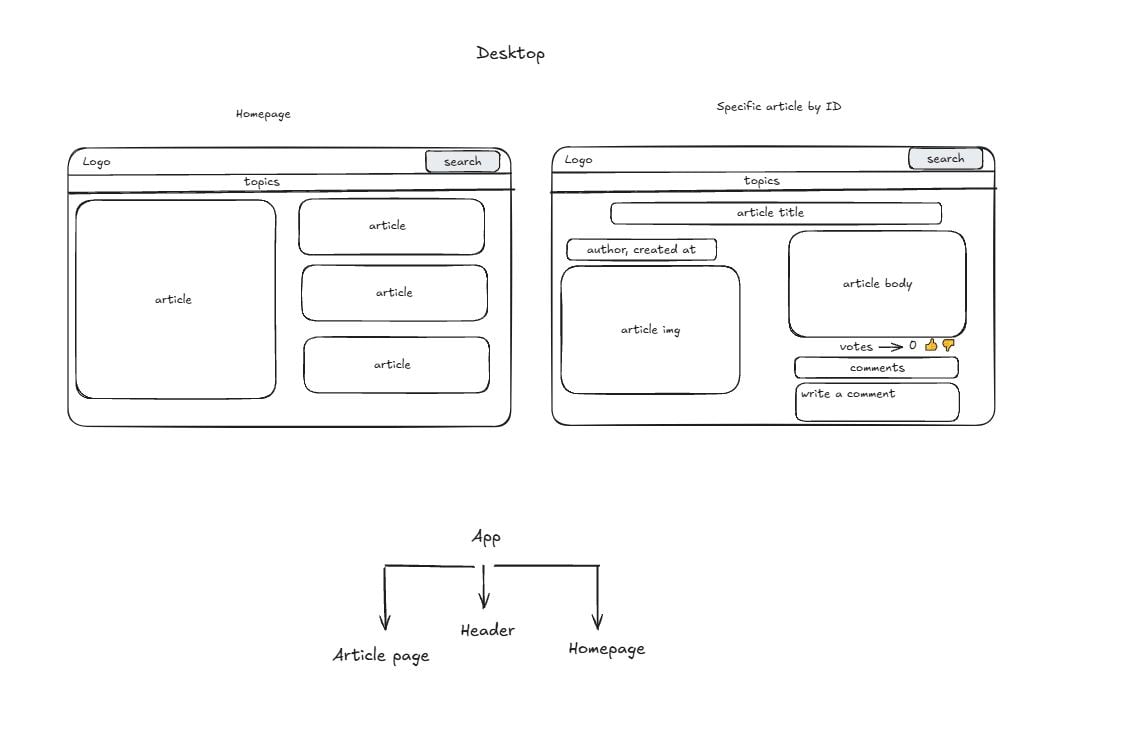 Desktop
Homepage
Logo
search
topics
article
article
article
article
Specific article by ID
Logo
search
topics
article title
author, created at
article img
article body
votes 0
comments
write a comment
App
Article page
Header
Homepage